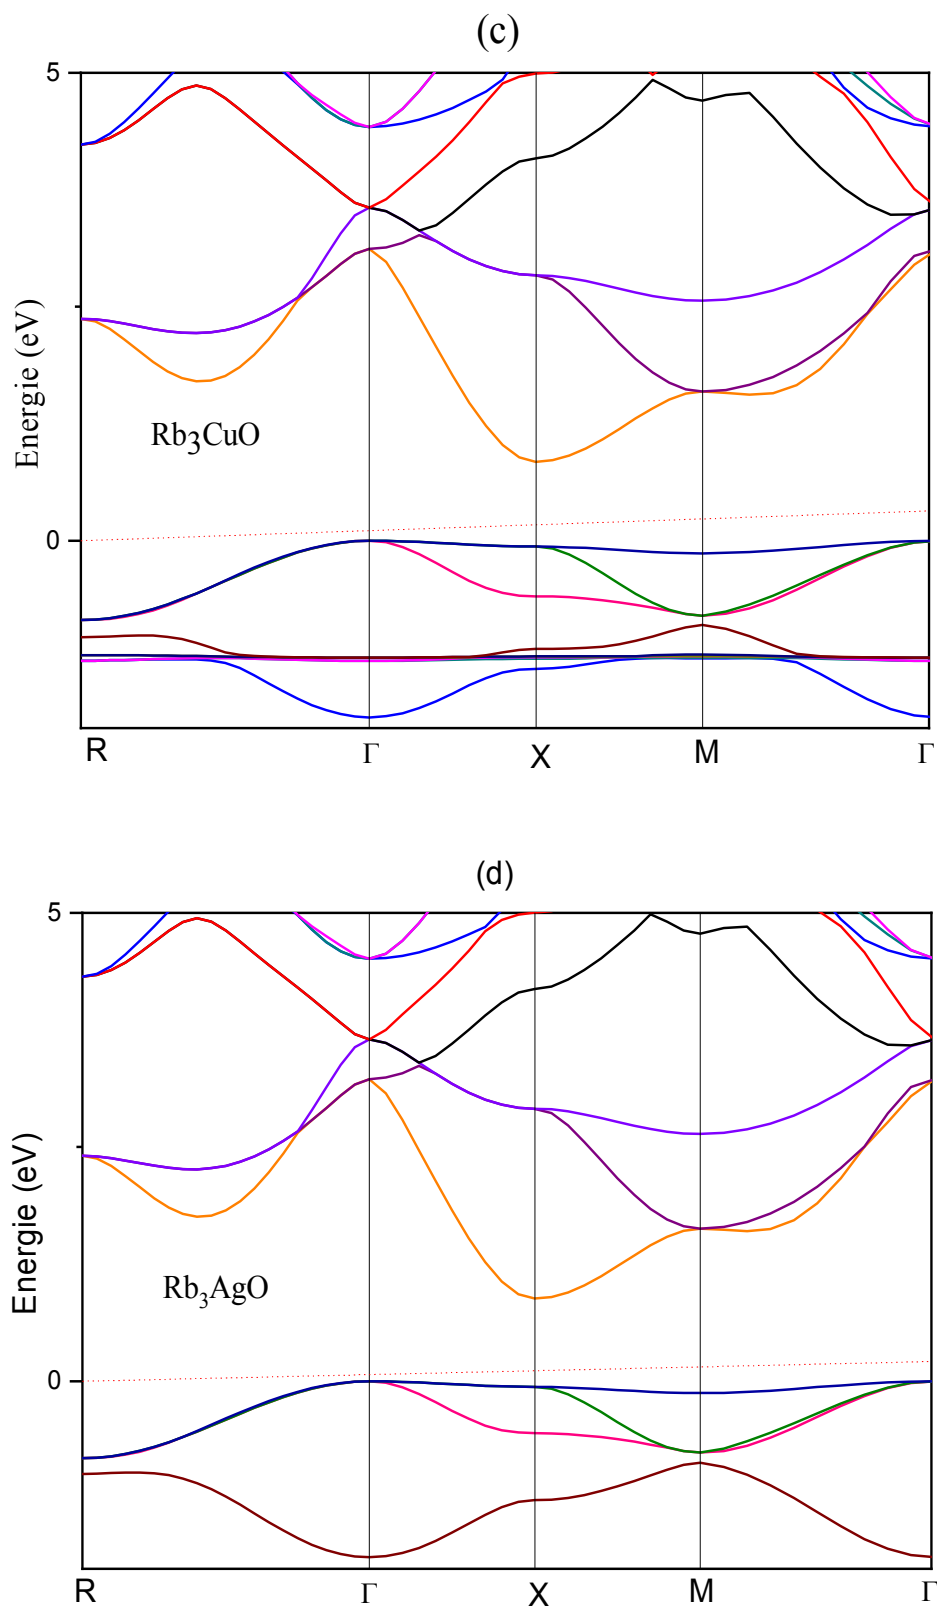 (c)
5
Energie (eV)
Rb₃CuO
0
R Γ X M Γ
(d)
5
Energie (eV)
Rb₃AgO
0
R Γ X M Γ